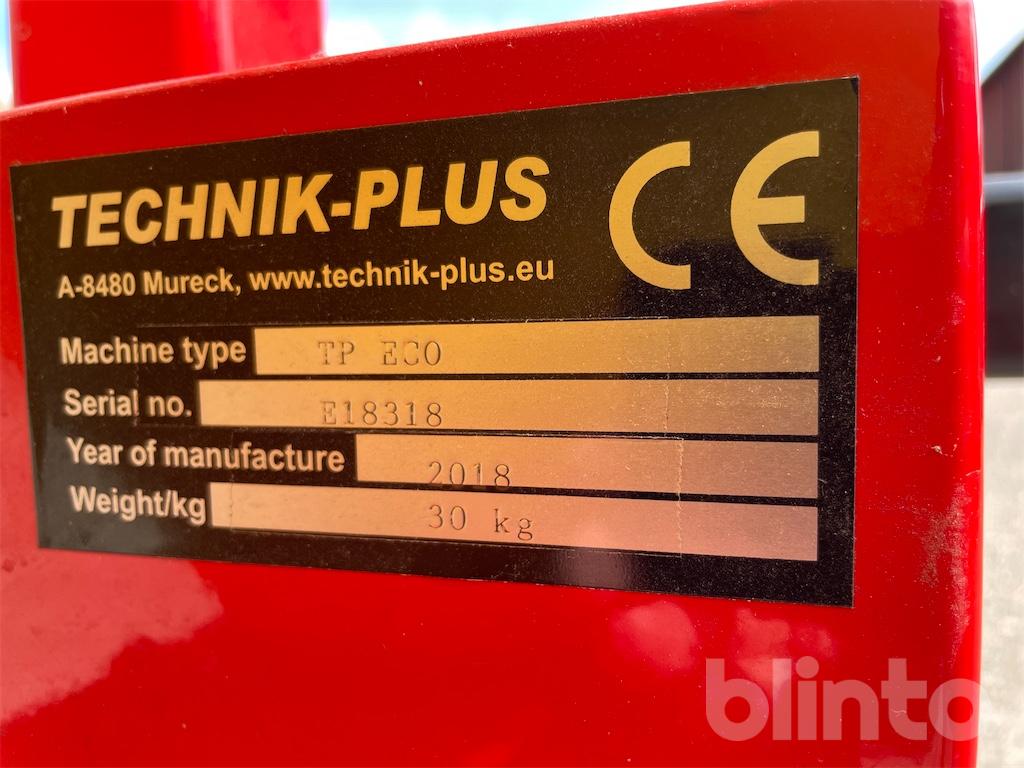 TECHNIK-PLUS
CE
A-8480 Mureck, www.technik-plus.eu
Machine type TP ECO
Serial no. E18318
Year of manufacture 2018
Weight/kg 30 kg
blinto